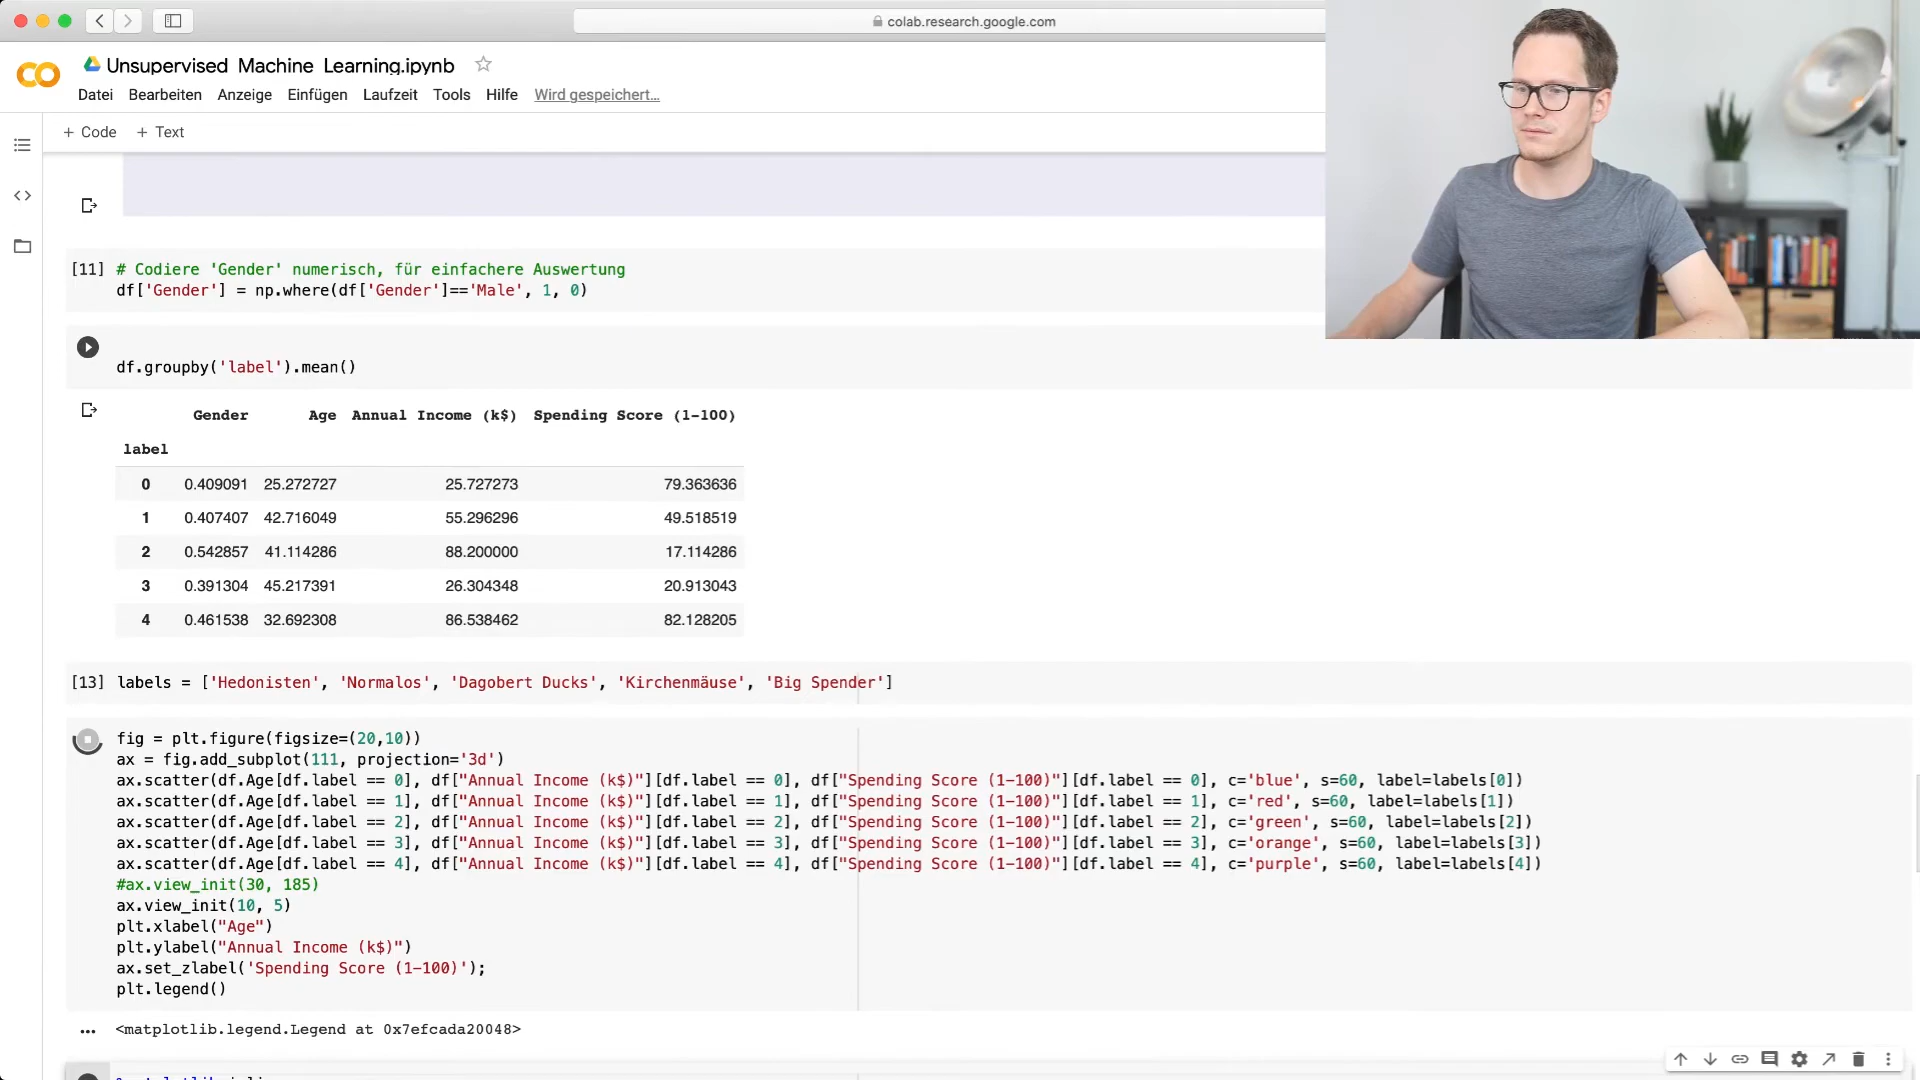 colab.research.google.com
Unsupervised Machine Learning.ipynb
Datei Bearbeiten Anzeige Einfügen Laufzeit Tools Hilfe Wird gespeichert...
+ Code + Text
[11] # Codiere 'Gender' numerisch, für einfachere Auswertung
df['Gender'] = np.where(df['Gender']=='Male', 1, 0)
df.groupby('label').mean()
Gender Age Annual Income (k$) Spending Score (1-100)
label
0 0.409091 25.272727 25.727273 79.363636
1 0.407407 42.716049 55.296296 49.518519
2 0.542857 41.114286 88.200000 17.114286
3 0.391304 45.217391 26.304348 20.913043
4 0.461538 32.692308 86.538462 82.128205
[13] labels = ['Hedonisten', 'Normalos', 'Dagobert Ducks', 'Kirchenmäuse', 'Big Spender']
fig = plt.figure(figsize=(20,10))
ax = fig.add_subplot(111, projection='3d')
ax.scatter(df.Age[df.label == 0], df["Annual Income (k$)"][df.label == 0], df["Spending Score (1-100)"][df.label == 0], c='blue', s=60, label=labels[0])
ax.scatter(df.Age[df.label == 1], df["Annual Income (k$)"][df.label == 1], df["Spending Score (1-100)"][df.label == 1], c='red', s=60, label=labels[1])
ax.scatter(df.Age[df.label == 2], df["Annual Income (k$)"][df.label == 2], df["Spending Score (1-100)"][df.label == 2], c='green', s=60, label=labels[2])
ax.scatter(df.Age[df.label == 3], df["Annual Income (k$)"][df.label == 3], df["Spending Score (1-100)"][df.label == 3], c='orange', s=60, label=labels[3])
ax.scatter(df.Age[df.label == 4], df["Annual Income (k$)"][df.label == 4], df["Spending Score (1-100)"][df.label == 4], c='purple', s=60, label=labels[4])
#ax.view_init(30, 185)
ax.view_init(10, 5)
plt.xlabel("Age")
plt.ylabel("Annual Income (k$)")
ax.set_zlabel('Spending Score (1-100)');
plt.legend()
... <matplotlib.legend.Legend at 0x7efcada20048>